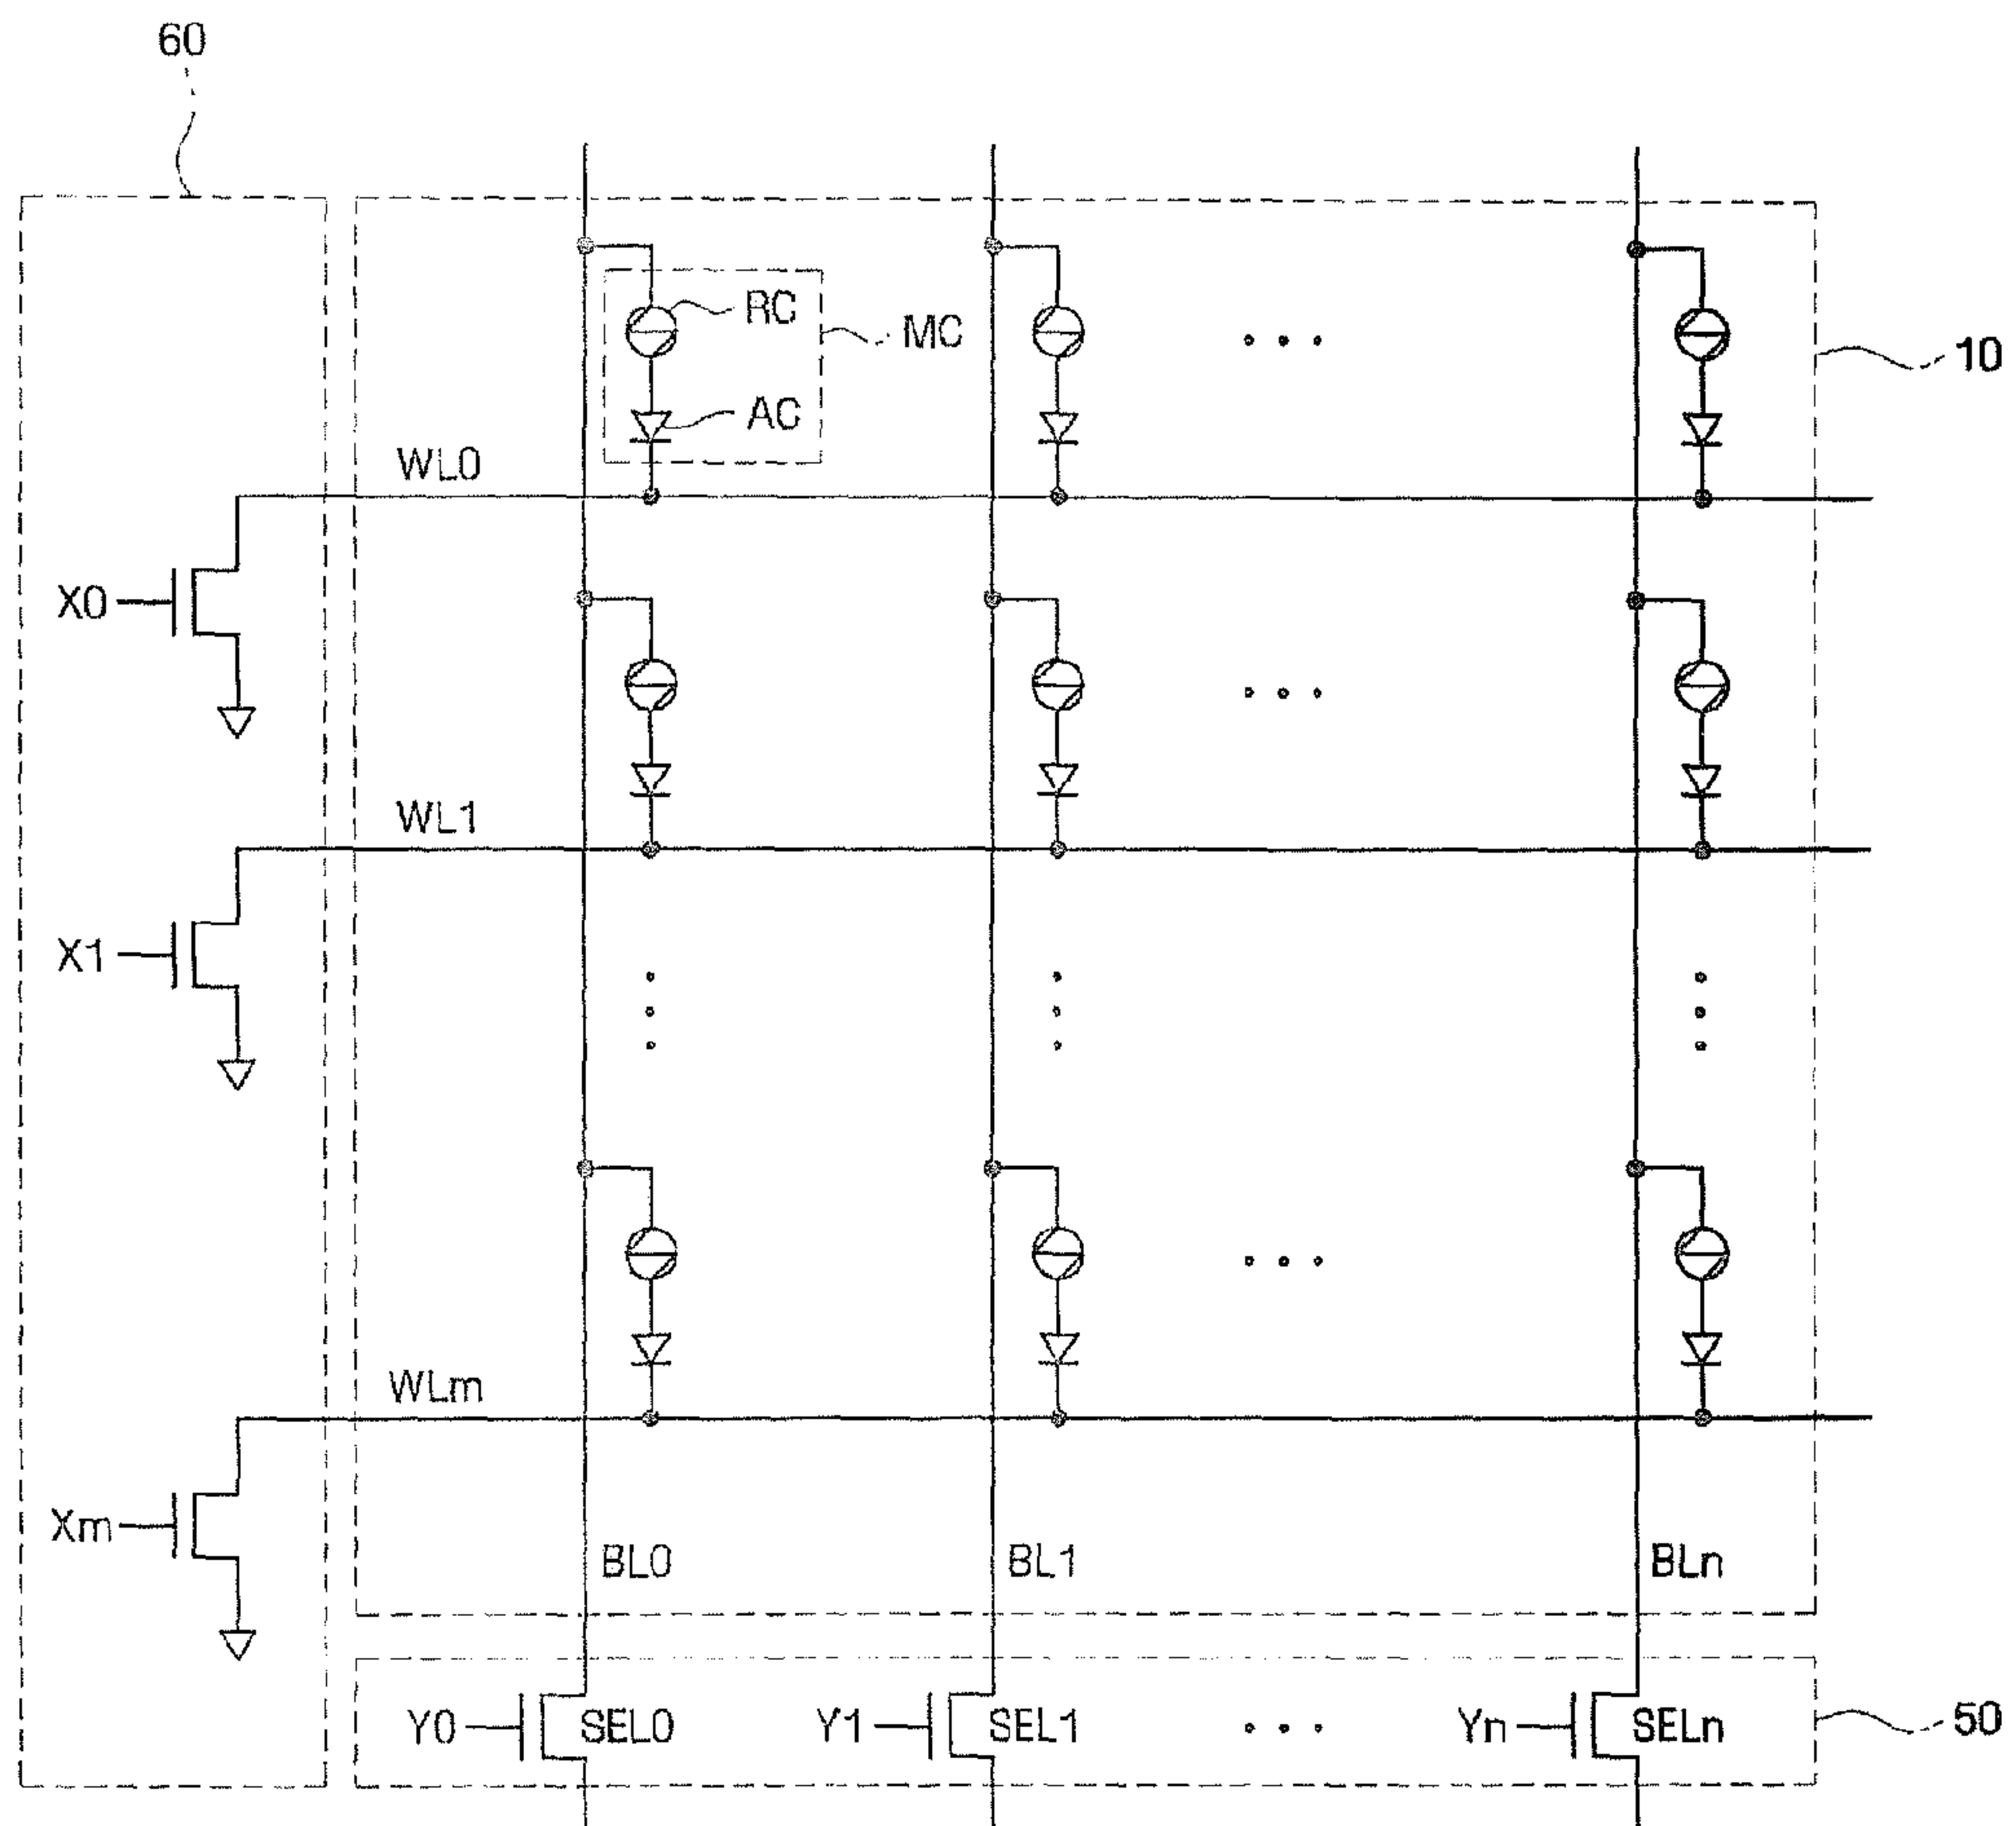 60
RC
MC
10
AC
WL0
X0
WL1
X1
WLm
Xm
BL0 BL1 BLn
Y0 SEL0 Y1 SEL1 Yn SELn 50